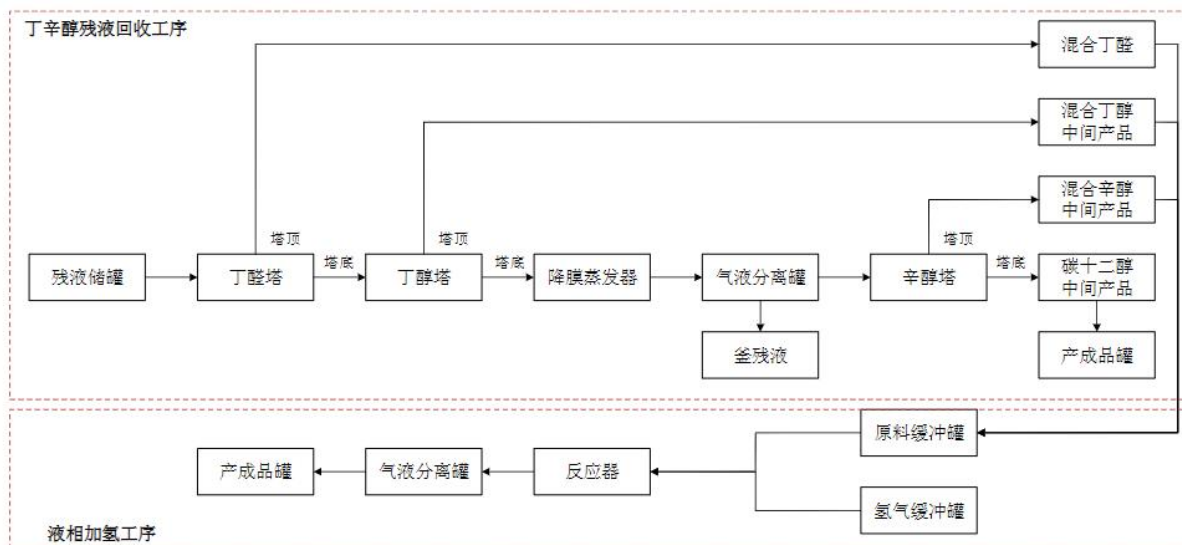 丁辛醇残液回收工序
混合丁醛
混合丁醇
中间产品
混合辛醇
中间产品
塔顶
塔顶
塔顶
残液储罐
丁醛塔
塔底
丁醇塔
塔底
降膜蒸发器
气液分离罐
辛醇塔
塔底
碳十二醇
中间产品
釜残液
产成品罐
原料缓冲罐
产成品罐
气液分离罐
反应器
氢气缓冲罐
液相加氢工序